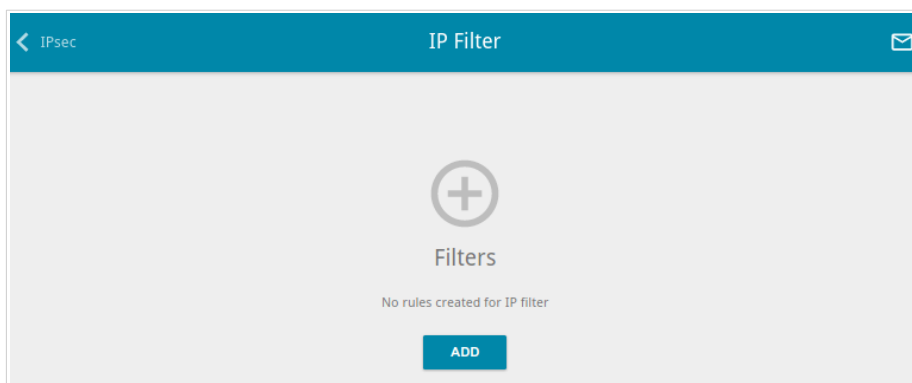 IPsec
IP Filter
Filters
No rules created for IP filter
ADD